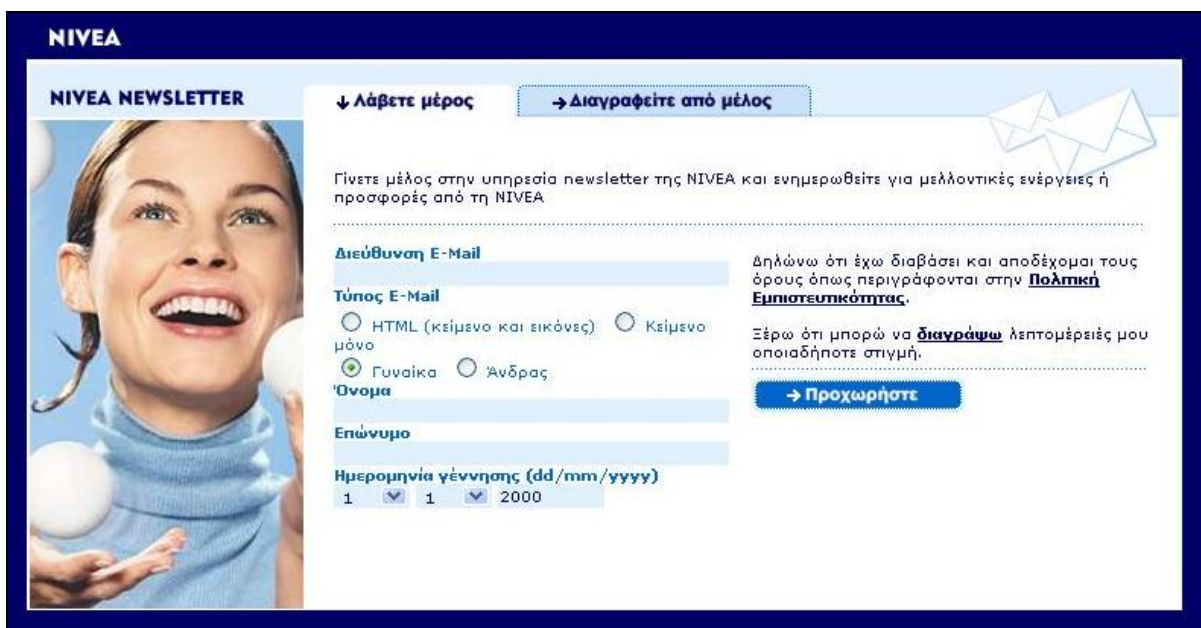 NIVEA
NIVEA NEWSLETTER
Λάβετε μέρος
Διαγραφείτε από μέλος
Γίνετε μέλος στην υπηρεσία newsletter της NIVEA και ενημερωθείτε για μελλοντικές ενέργειες ή
προσφορές από τη NIVEA
Διεύθυνση E-Mail
Τύπος E-Mail
HTML (κείμενο και εικόνες) Κείμενο
μόνο
Γυναίκα Άνδρας
Όνομα
Επώνυμο
Ημερομηνία γέννησης (dd/mm/yyyy)
1 1 2000
Δηλώνω ότι έχω διαβάσει και αποδέχομαι τους
όρους όπως περιγράφονται στην Πολιτική
Εμπιστευτικότητας.
Ξέρω ότι μπορώ να διαγράψω λεπτομέρειές μου
οποιαδήποτε στιγμή.
Προχωρήστε